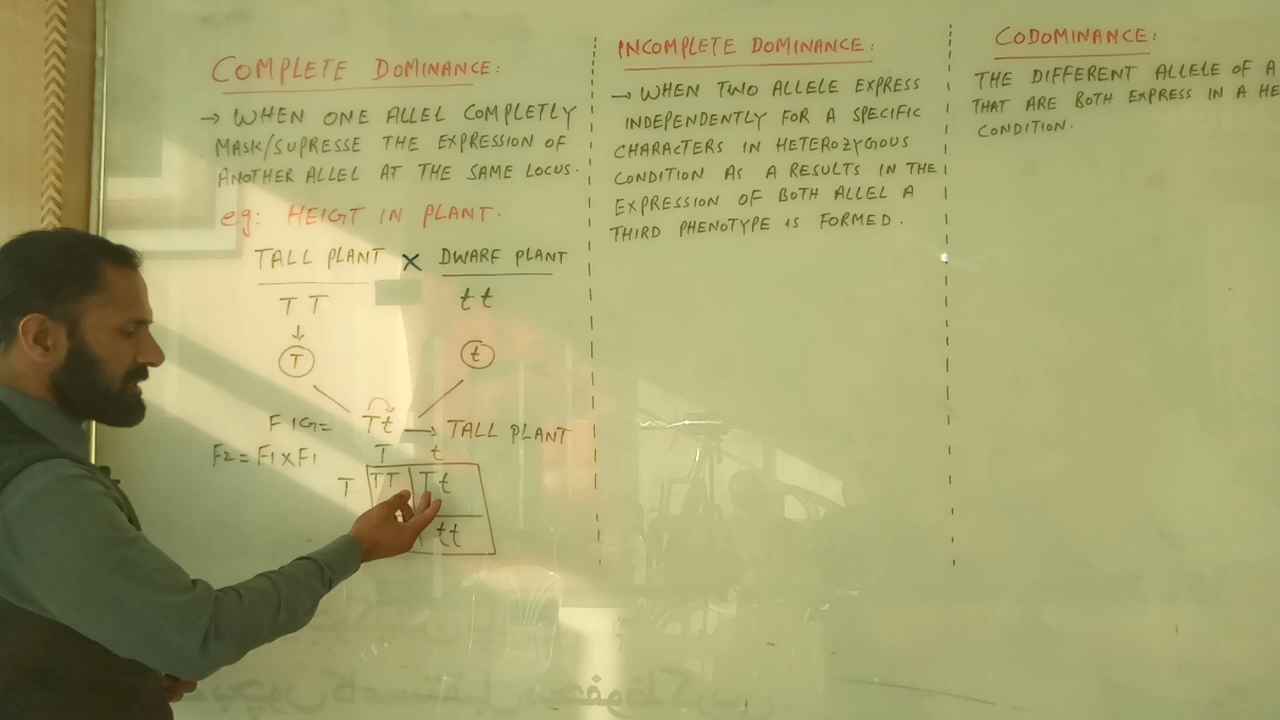 COMPLETE DOMINANCE:
→ WHEN ONE ALLEL COMPLETLY
MASK/SUPRESSE THE EXPRESSION OF
ANOTHER ALLEL AT THE SAME LOCUS.
eg: HEIGT IN PLANT.
TALL PLANT X DWARF PLANT
TT tt
↓
T t
F1G= Tt → TALL PLANT
F2=F1XF1 T t
T TT Tt
tt
INCOMPLETE DOMINANCE:
→ WHEN TWO ALLELE EXPRESS
INDEPENDENTLY FOR A SPECIFIC
CHARACTERS IN HETEROZYGOUS
CONDITION AS A RESULTS IN THE
EXPRESSION OF BOTH ALLEL A
THIRD PHENOTYPE IS FORMED.
CODOMINANCE:
THE DIFFERENT ALLELE OF A
THAT ARE BOTH EXPRESS IN A HE
CONDITION.